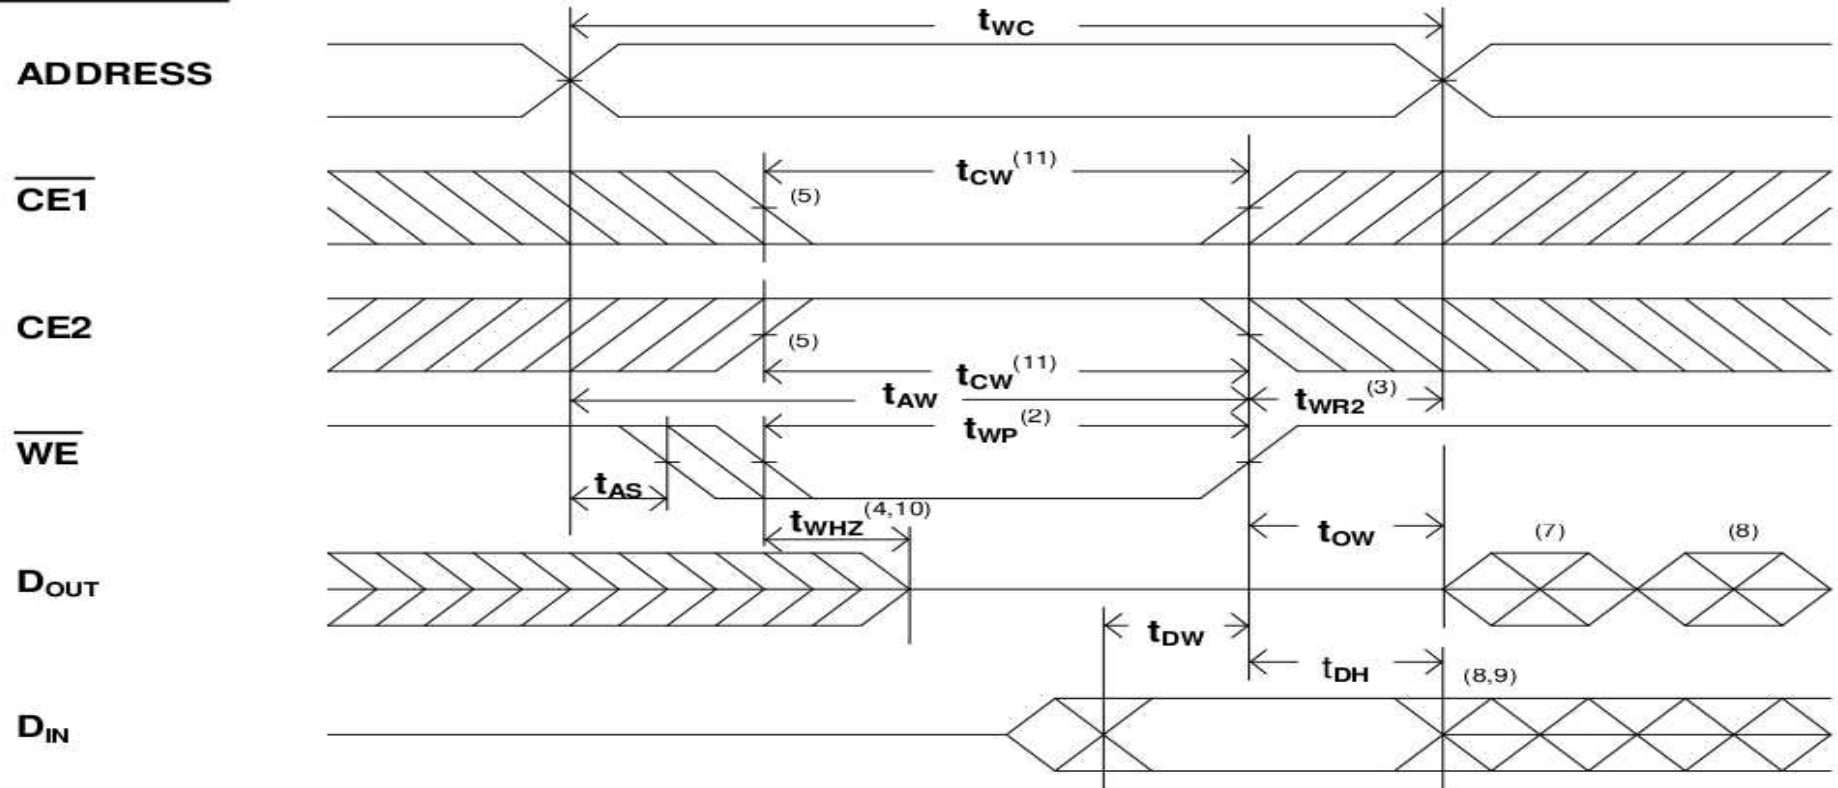 tWC
ADDRESS
CE1
tCW(11)
(5)
CE2
(5)
tCW(11)
tAW
tWR2(3)
tWP(2)
WE
tAS
tWHZ(4,10)
tOW
(7)
(8)
DOUT
tDW
tDH
(8,9)
DIN